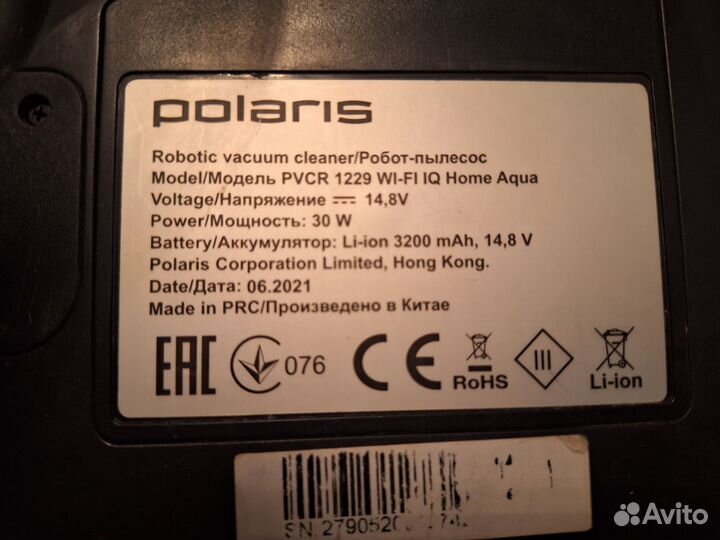 polaris
Robotic vacuum cleaner/Робот-пылесос
Model/Модель PVCR 1229 WI-FI IQ Home Aqua
Voltage/Напряжение ⎓ 14,8V
Power/Мощность: 30 W
Battery/Аккумулятор: Li-ion 3200 mAh, 14,8 V
Polaris Corporation Limited, Hong Kong.
Date/Дата: 06.2021
Made in PRC/Произведено в Китае
EAC 076 CE RoHS III Li-ion
SN:
Avito